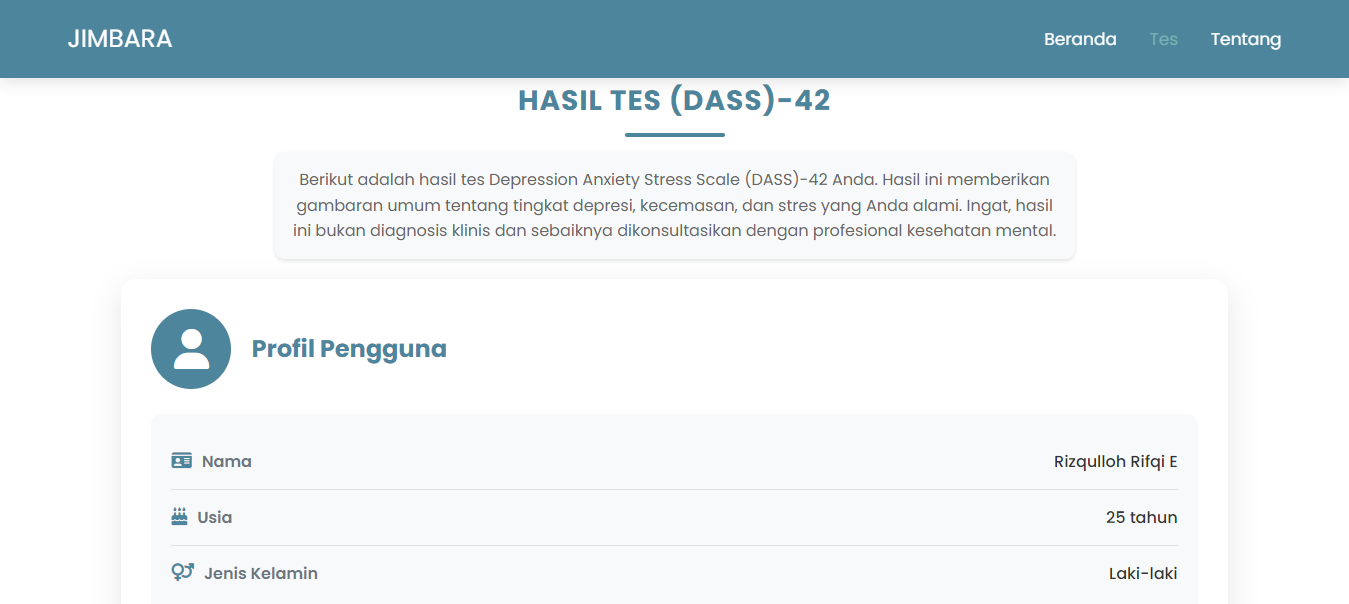 JIMBARA
Beranda
Tes
Tentang
HASIL TES (DASS)-42
Berikut adalah hasil tes Depression Anxiety Stress Scale (DASS)-42 Anda. Hasil ini memberikan
gambaran umum tentang tingkat depresi, kecemasan, dan stres yang Anda alami. Ingat, hasil
ini bukan diagnosis klinis dan sebaiknya dikonsultasikan dengan profesional kesehatan mental.
Profil Pengguna
Nama
Rizqulloh Rifqi E
Usia
25 tahun
Jenis Kelamin
Laki-laki